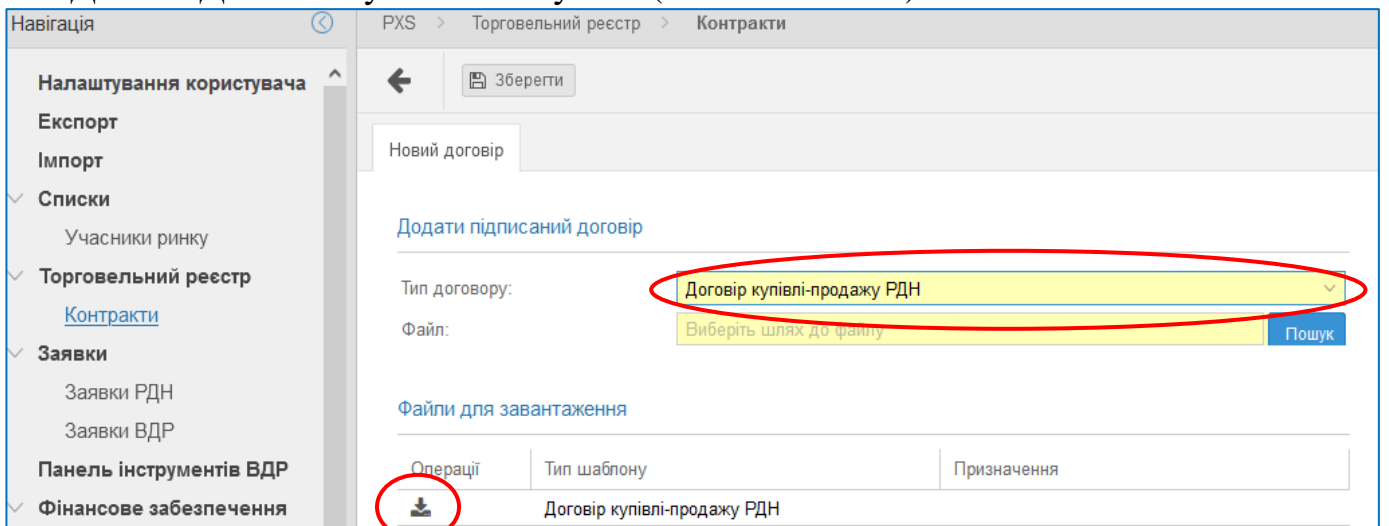 Навігація
PXS > Торговельний реєстр > Контракти
Налаштування користувача
Зберегти
Експорт
Новий договір
Імпорт
Списки
Додати підписаний договір
Учасники ринку
Торговельний реєстр
Тип договору: Договір купівлі-продажу РДН
Контракти
Файл: Виберіть шлях до файлу Пошук
Заявки
Заявки РДН
Файли для завантаження
Заявки ВДР
Панель інструментів ВДР
Операції Тип шаблону Призначення
Фінансове забезпечення
Договір купівлі-продажу РДН